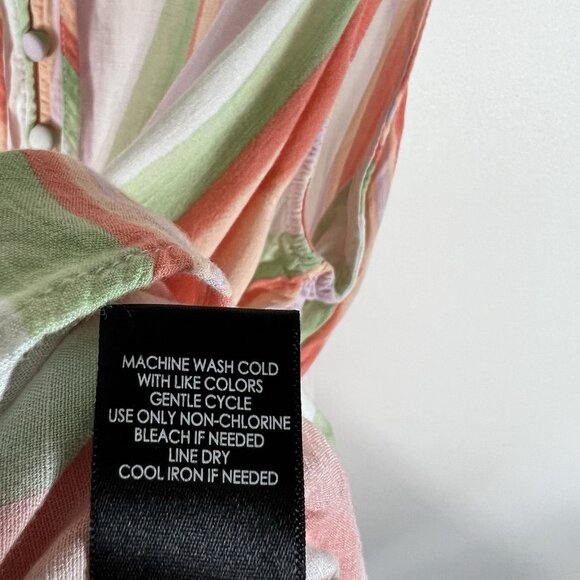 MACHINE WASH COLD
WITH LIKE COLORS
GENTLE CYCLE
USE ONLY NON-CHLORINE
BLEACH IF NEEDED
LINE DRY
COOL IRON IF NEEDED